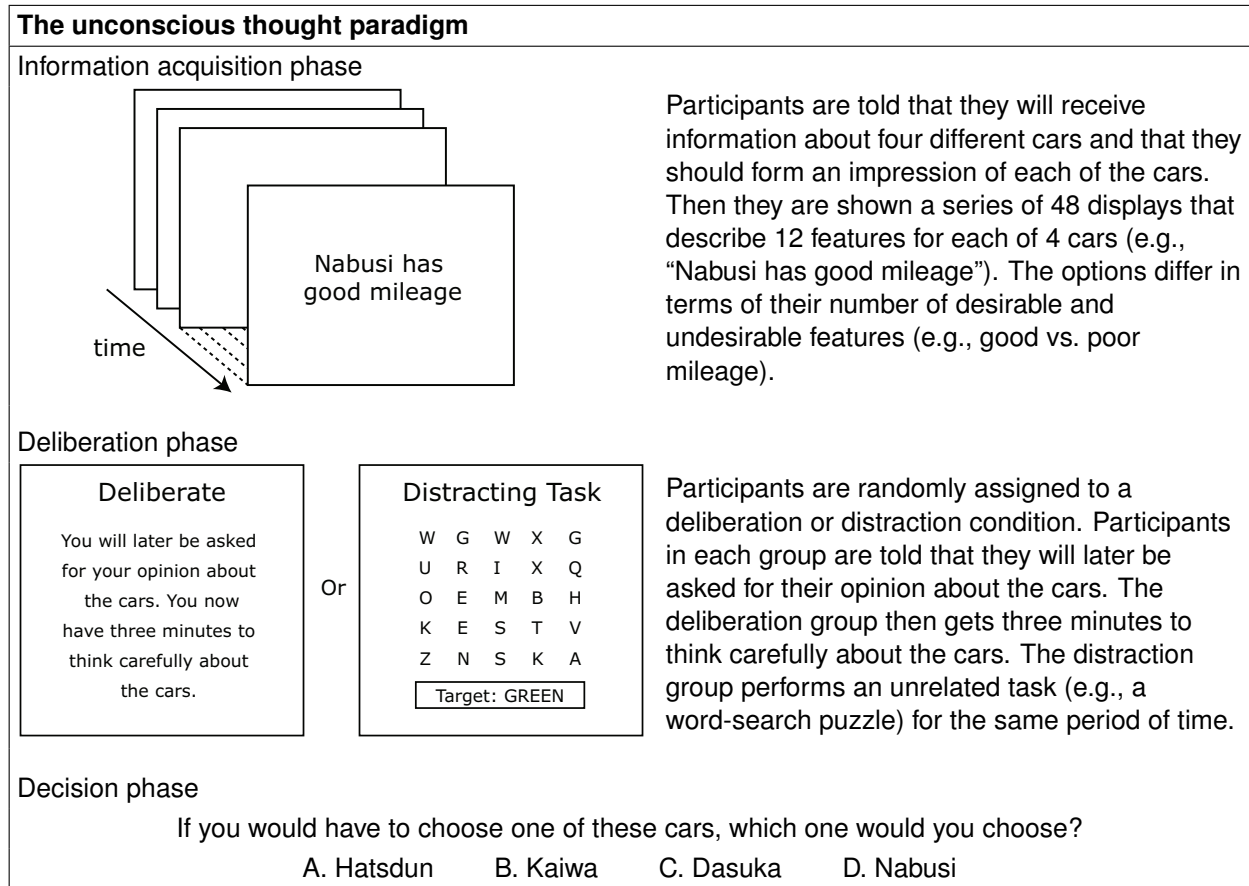 The unconscious thought paradigm
Information acquisition phase
Nabusi has
good mileage
time
Participants are told that they will receive
information about four different cars and that they
should form an impression of each of the cars.
Then they are shown a series of 48 displays that
describe 12 features for each of 4 cars (e.g.,
“Nabusi has good mileage”). The options differ in
terms of their number of desirable and
undesirable features (e.g., good vs. poor
mileage).
Deliberation phase
Deliberate
You will later be asked
for your opinion about
the cars. You now
have three minutes to
think carefully about
the cars.
Or
Distracting Task
W G W X G
U R I X Q
O E M B H
K E S T V
Z N S K A
Target: GREEN
Participants are randomly assigned to a
deliberation or distraction condition. Participants
in each group are told that they will later be
asked for their opinion about the cars. The
deliberation group then gets three minutes to
think carefully about the cars. The distraction
group performs an unrelated task (e.g., a
word-search puzzle) for the same period of time.
Decision phase
If you would have to choose one of these cars, which one would you choose?
A. Hatsdun B. Kaiwa C. Dasuka D. Nabusi